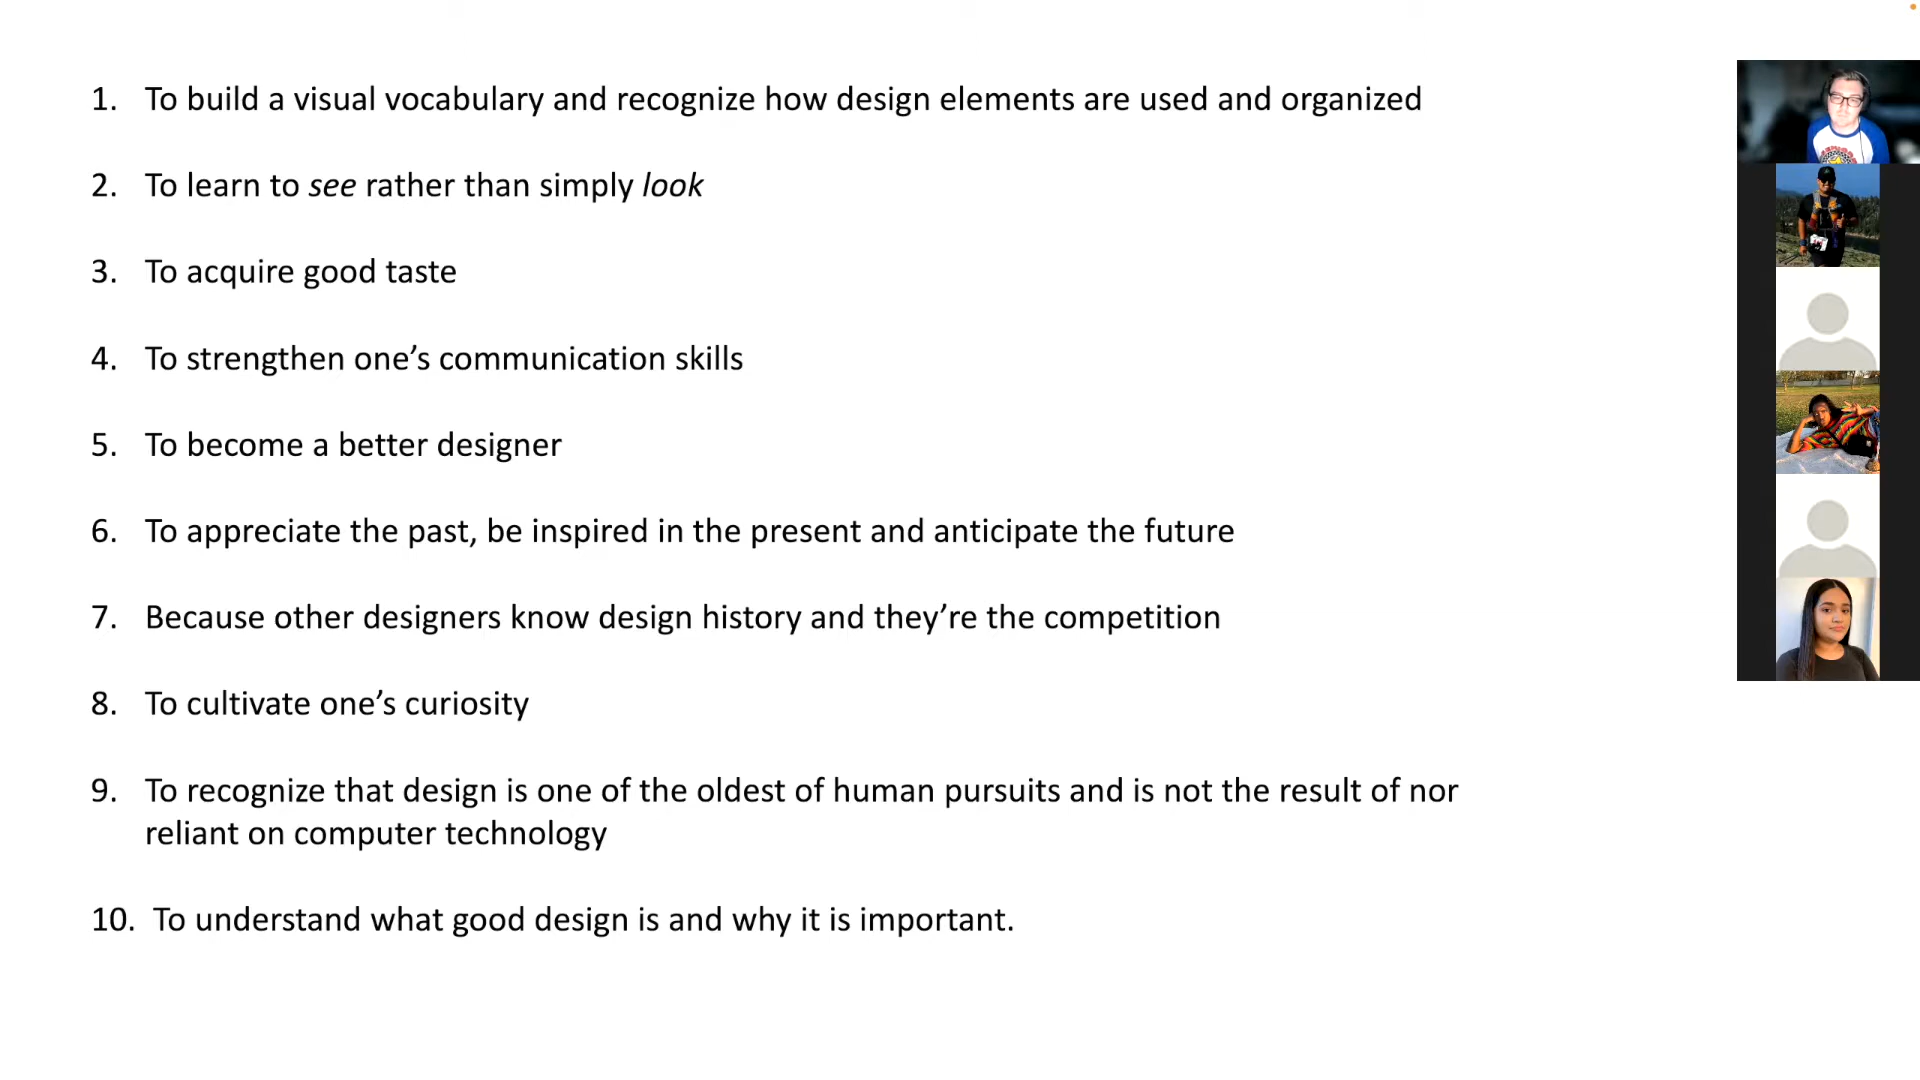 1. To build a visual vocabulary and recognize how design elements are used and organized
2. To learn to see rather than simply look
3. To acquire good taste
4. To strengthen one’s communication skills
5. To become a better designer
6. To appreciate the past, be inspired in the present and anticipate the future
7. Because other designers know design history and they’re the competition
8. To cultivate one’s curiosity
9. To recognize that design is one of the oldest of human pursuits and is not the result of nor
reliant on computer technology
10. To understand what good design is and why it is important.